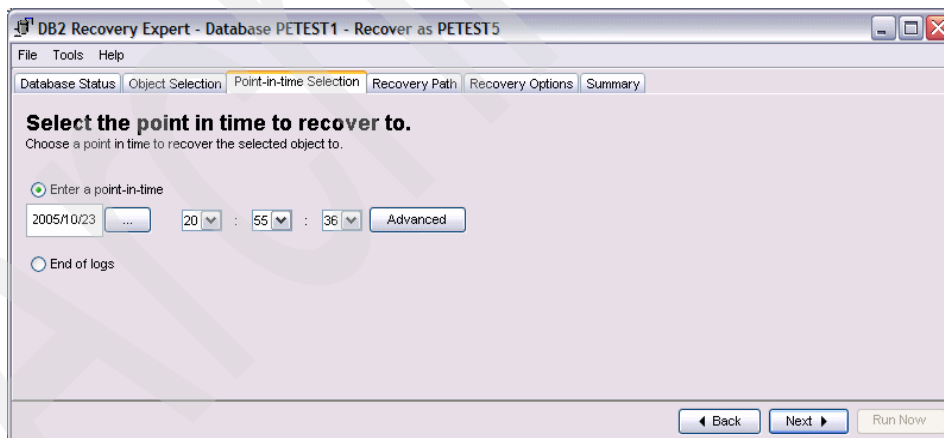 DB2 Recovery Expert - Database PETEST1 - Recover as PETEST5
File Tools Help
Database Status Object Selection Point-in-time Selection Recovery Path Recovery Options Summary
Select the point in time to recover to.
Choose a point in time to recover the selected object to.
Enter a point-in-time
2005/10/23 ... 20 : 55 : 36 Advanced
End of logs
Back Next Run Now